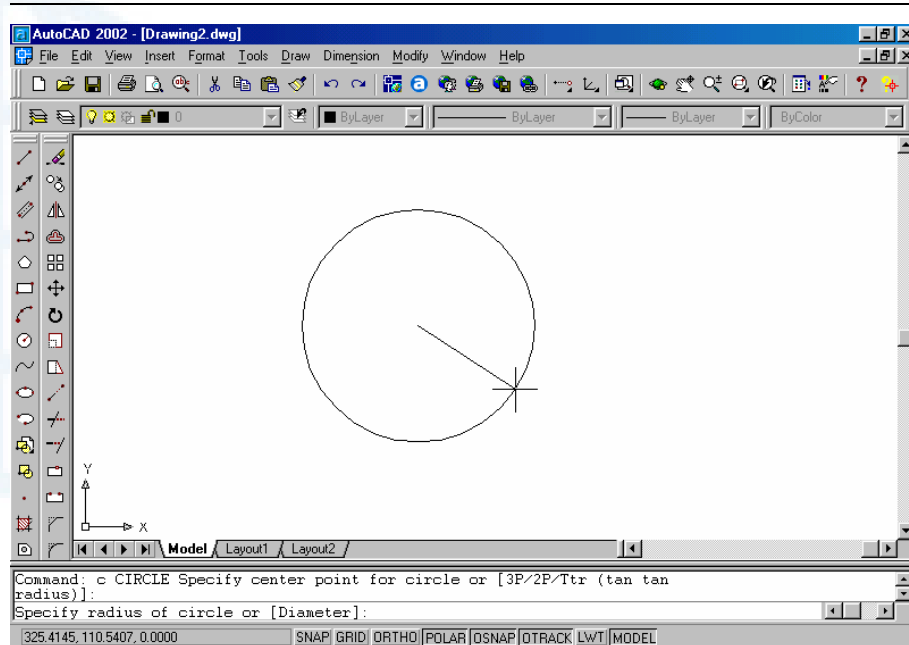 AutoCAD 2002 - [Drawing2.dwg]
File Edit View Insert Format Tools Draw Dimension Modify Window Help
0 ByLayer ByLayer ByLayer ByColor
Y
X
Model Layout1 Layout2
Command: c CIRCLE Specify center point for circle or [3P/2P/Ttr (tan tan
radius)]:
Specify radius of circle or [Diameter]:
325.4145, 110.5407, 0.0000 SNAP GRID ORTHO POLAR OSNAP OTRACK LWT MODEL